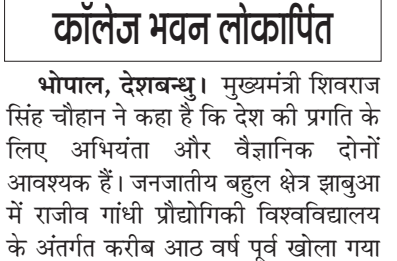 कॉलेज भवन लोकार्पित
भोपाल, देशबन्धु। मुख्यमंत्री शिवराज
सिंह चौहान ने कहा है कि देश की प्रगति के
लिए अभियंता और वैज्ञानिक दोनों
आवश्यक हैं। जनजातीय बहुल क्षेत्र झाबुआ
में राजीव गांधी प्रौद्योगिकी विश्वविद्यालय
के अंतर्गत करीब आठ वर्ष पूर्व खोला गया